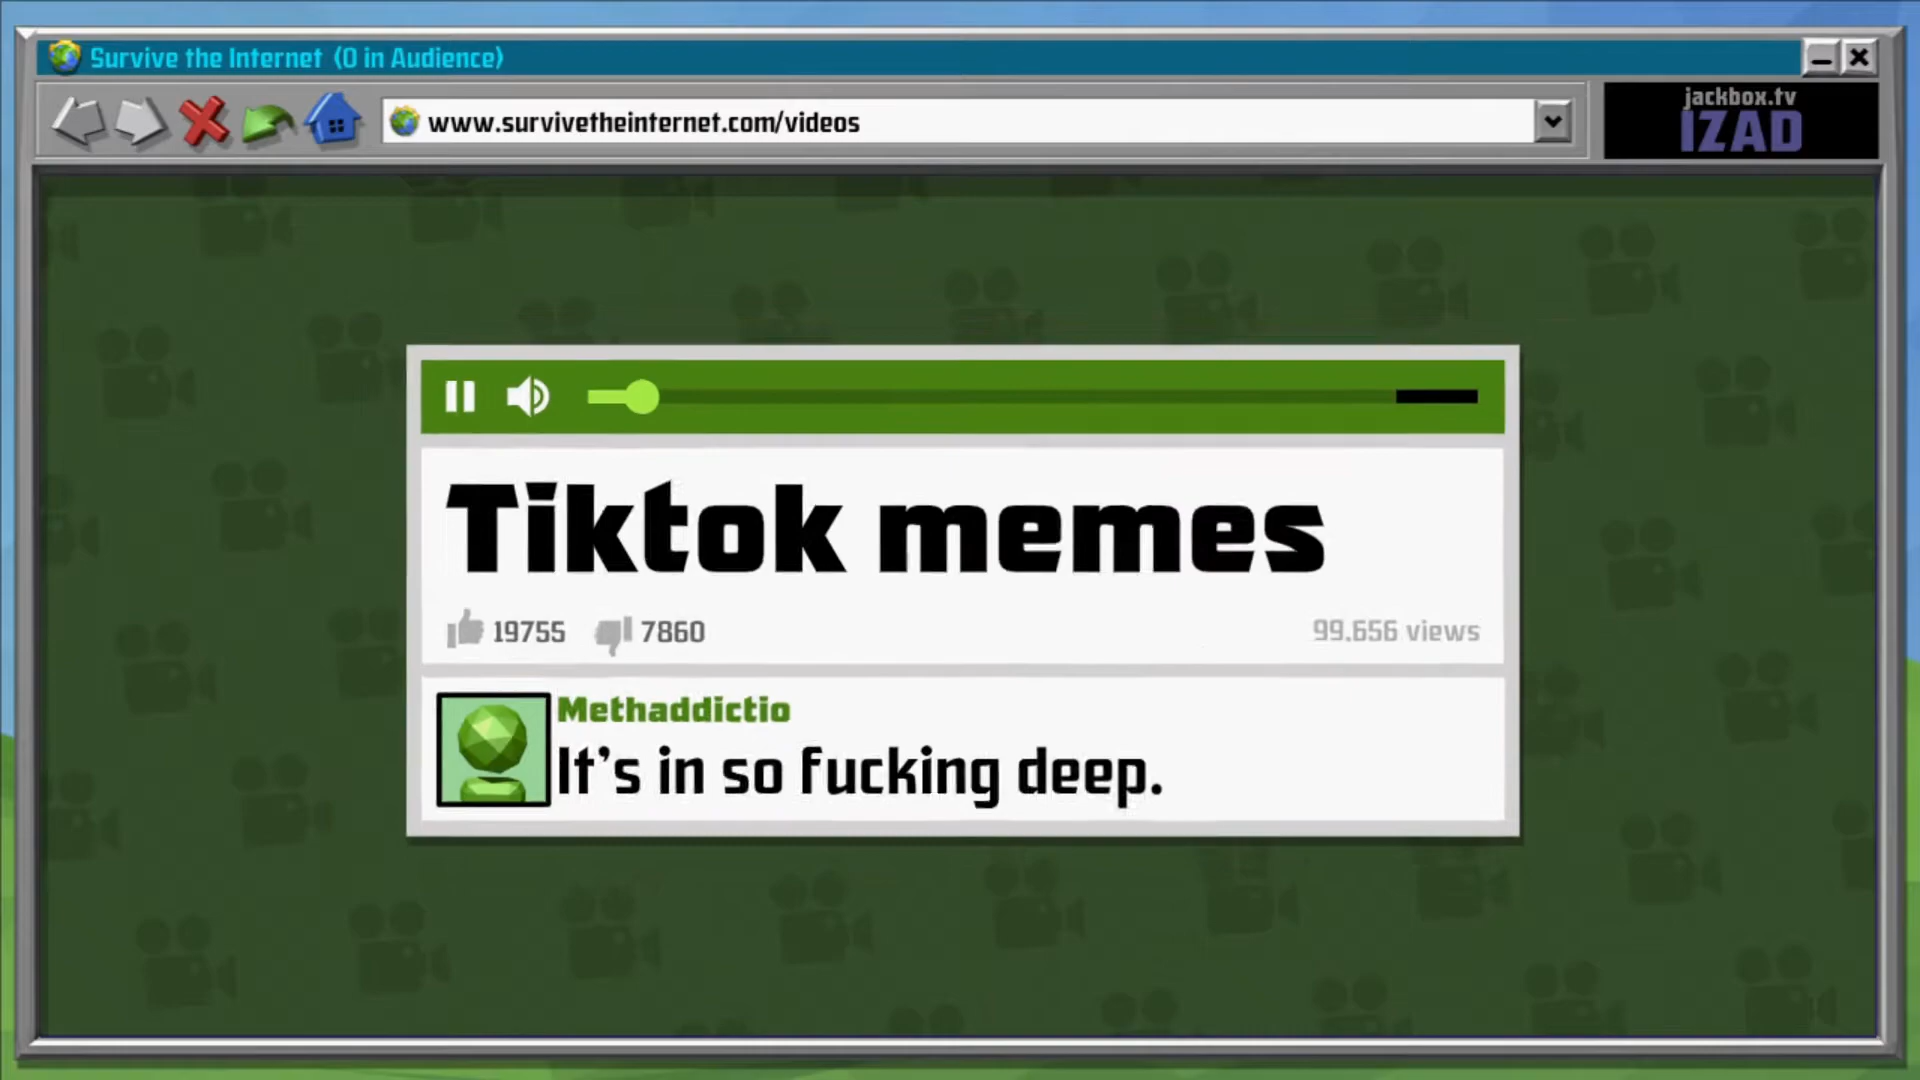 Survive the Internet (0 in Audience)
www.survivetheinternet.com/videos
jackbox.tv
IZAD
Tiktok memes
19755 7860 99,656 views
Methaddictio
It's in so fucking deep.